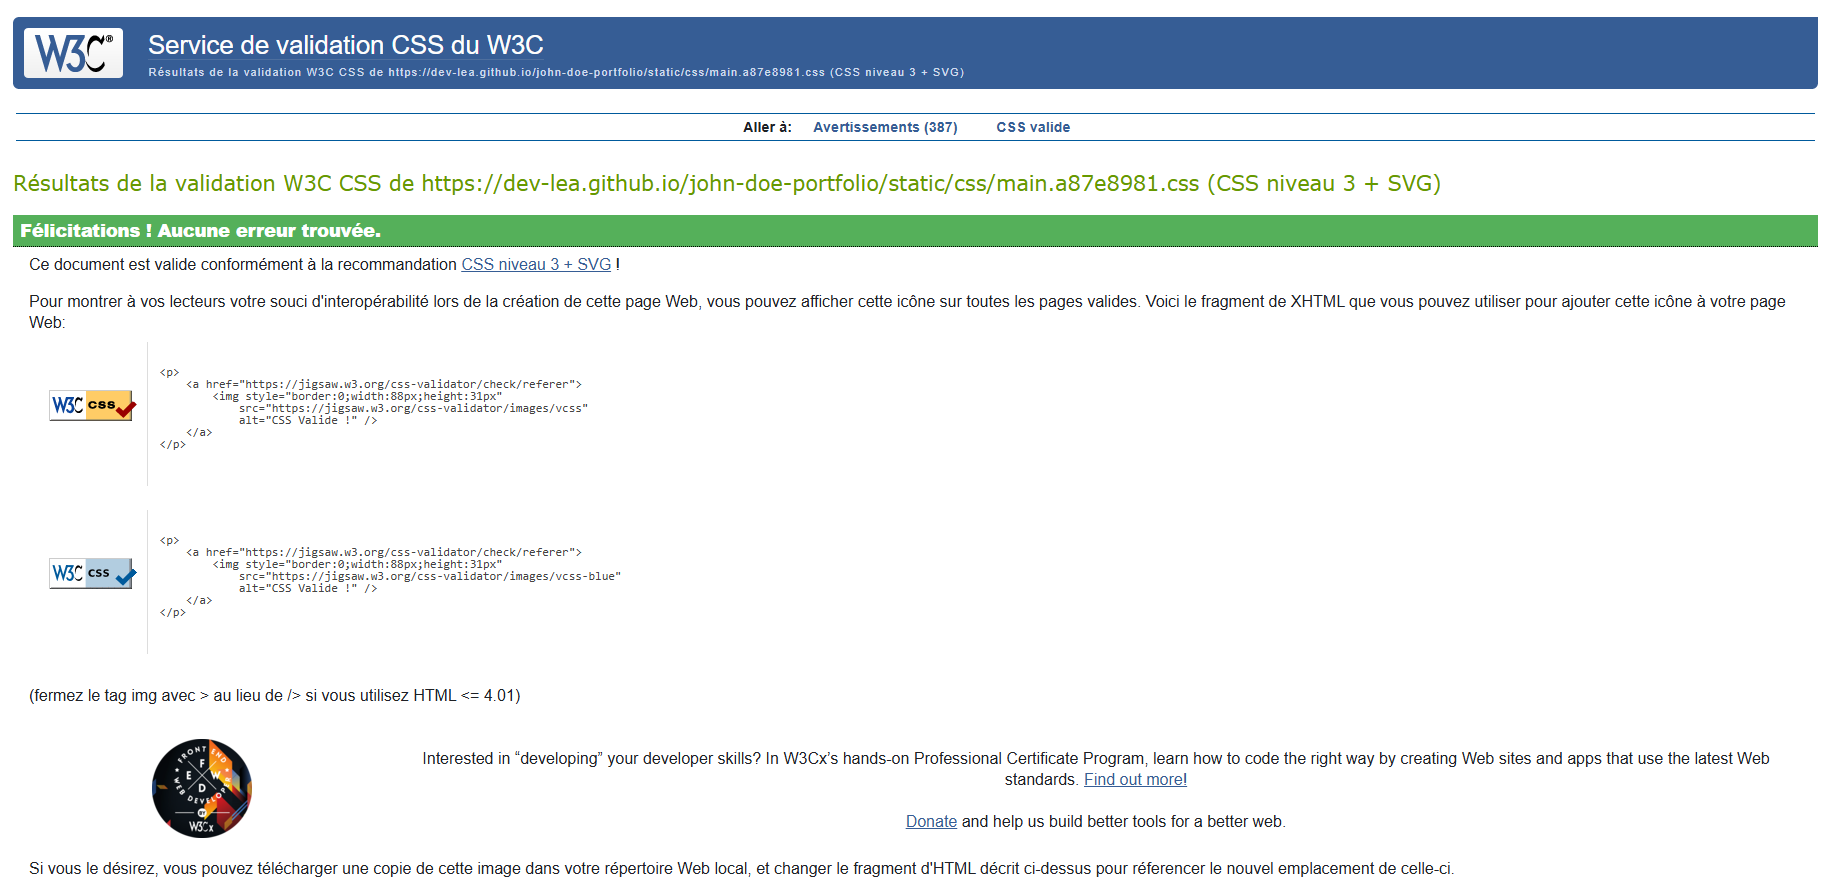 W3C®
Service de validation CSS du W3C
Résultats de la validation W3C CSS de https://dev-lea.github.io/john-doe-portfolio/static/css/main.a87e8981.css (CSS niveau 3 + SVG)
Aller à: Avertissements (387) CSS valide
Résultats de la validation W3C CSS de https://dev-lea.github.io/john-doe-portfolio/static/css/main.a87e8981.css (CSS niveau 3 + SVG)
Félicitations ! Aucune erreur trouvée.
Ce document est valide conformément à la recommandation CSS niveau 3 + SVG !
Pour montrer à vos lecteurs votre souci d'interopérabilité lors de la création de cette page Web, vous pouvez afficher cette icône sur toutes les pages valides. Voici le fragment de XHTML que vous pouvez utiliser pour ajouter cette icône à votre page
Web:
W3C css
<p>
<a href="https://jigsaw.w3.org/css-validator/check/referer">
<img style="border:0;width:88px;height:31px"
src="https://jigsaw.w3.org/css-validator/images/vcss"
alt="CSS Valide !" />
</a>
</p>
W3C css
<p>
<a href="https://jigsaw.w3.org/css-validator/check/referer">
<img style="border:0;width:88px;height:31px"
src="https://jigsaw.w3.org/css-validator/images/vcss-blue"
alt="CSS Valide !" />
</a>
</p>
(fermez le tag img avec > au lieu de /> si vous utilisez HTML <= 4.01)
FRONT END
WEB DEVELOPER
F
E W
D
BY
W3Cx
Interested in “developing” your developer skills? In W3Cx’s hands-on Professional Certificate Program, learn how to code the right way by creating Web sites and apps that use the latest Web
standards. Find out more!
Donate and help us build better tools for a better web.
Si vous le désirez, vous pouvez télécharger une copie de cette image dans votre répertoire Web local, et changer le fragment d'HTML décrit ci-dessus pour réferencer le nouvel emplacement de celle-ci.